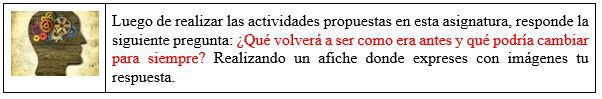 Luego de realizar las actividades propuestas en esta asignatura, responde la
siguiente pregunta: ¿Qué volverá a ser como era antes y qué podría cambiar
para siempre? Realizando un afiche donde expreses con imágenes tu
respuesta.